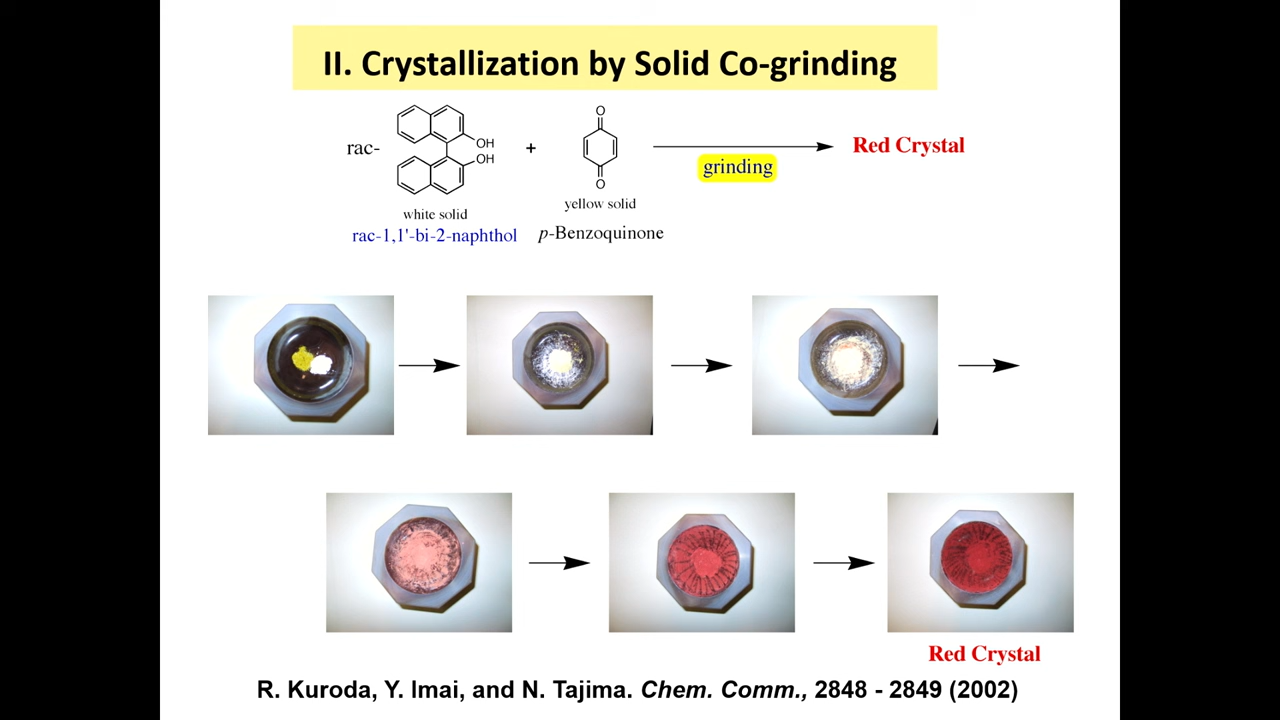 II. Crystallization by Solid Co-grinding
O
rac-
OH
OH
+
O
grinding
Red Crystal
white solid
yellow solid
rac-1,1'-bi-2-naphthol
p-Benzoquinone
Red Crystal
R. Kuroda, Y. Imai, and N. Tajima. Chem. Comm., 2848 - 2849 (2002)